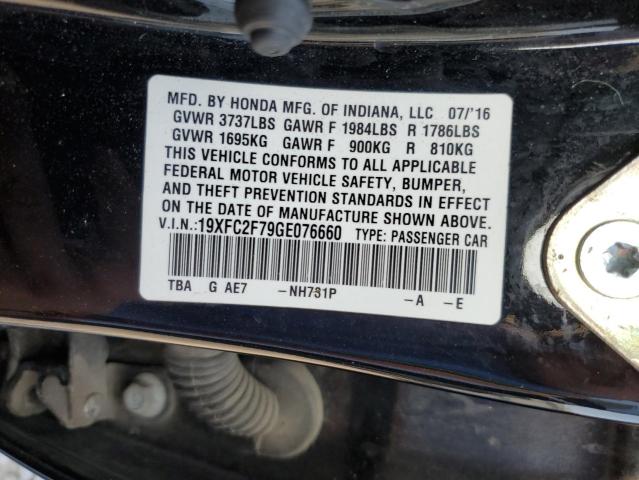 MFD. BY HONDA MFG. OF INDIANA, LLC 07/'16
GVWR 3737LBS GAWR F 1984LBS R 1786LBS
GVWR 1695KG GAWR F 900KG R 810KG
THIS VEHICLE CONFORMS TO ALL APPLICABLE
FEDERAL MOTOR VEHICLE SAFETY, BUMPER,
AND THEFT PREVENTION STANDARDS IN EFFECT
ON THE DATE OF MANUFACTURE SHOWN ABOVE.
V.I.N.:19XFC2F79GE076660 TYPE: PASSENGER CAR
TBA G AE7 -NH731P -A -E